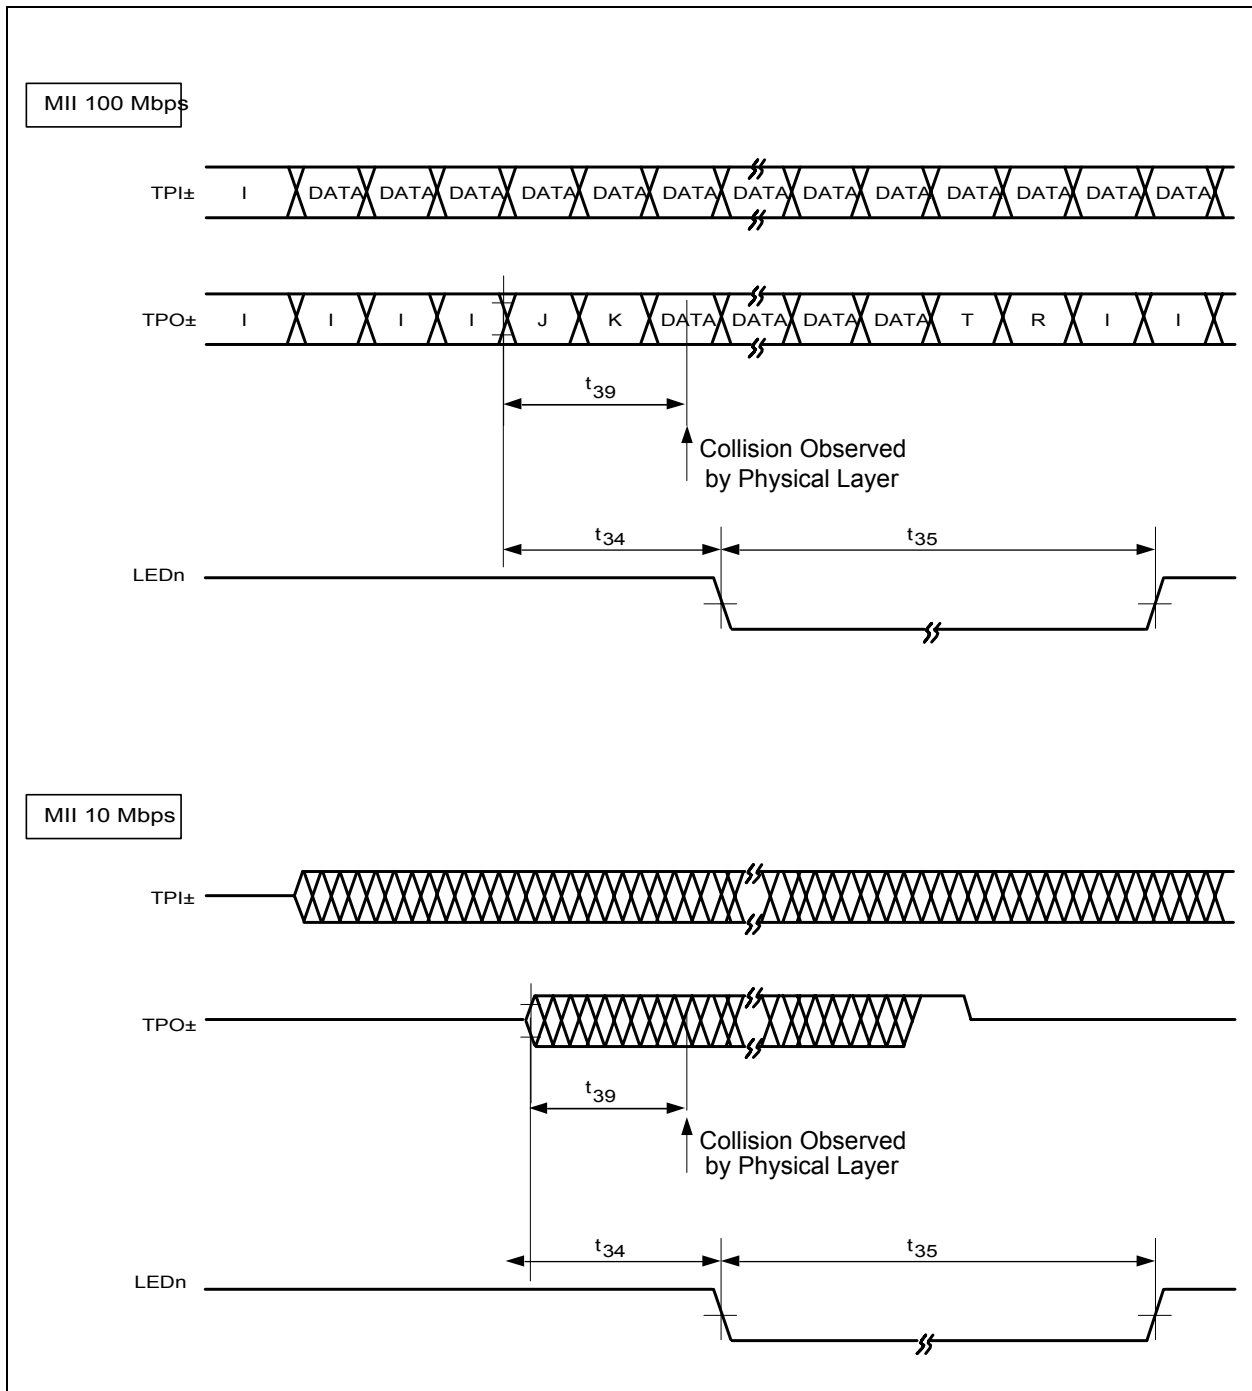 MII 100 Mbps
TPI± I DATA DATA DATA DATA DATA DATA DATA DATA DATA DATA DATA DATA DATA
TPO± I I I I J K DATA DATA DATA DATA T R I I
t39
Collision Observed
by Physical Layer
t34 t35
LEDn
MII 10 Mbps
TPI±
TPO±
t39
Collision Observed
by Physical Layer
t34 t35
LEDn